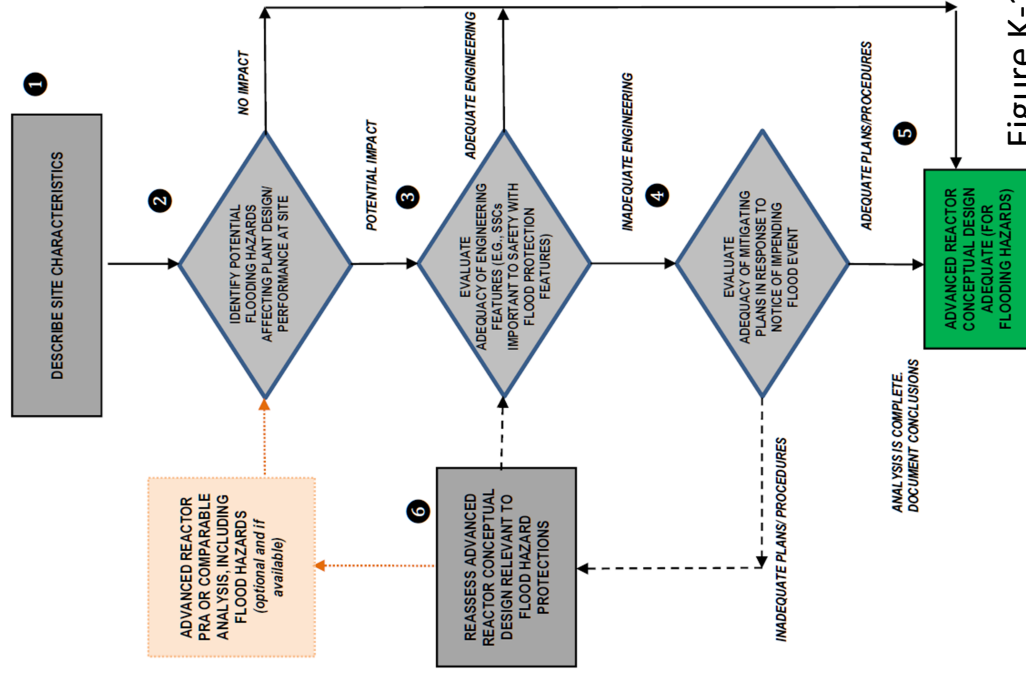 1
DESCRIBE SITE CHARACTERISTICS
2
IDENTIFY POTENTIAL
FLOODING HAZARDS
AFFECTING PLANT DESIGN/
PERFORMANCE AT SITE
NO IMPACT
POTENTIAL IMPACT
3
EVALUATE
ADEQUACY OF ENGINEERING
FEATURES (E.G., SSCs
IMPORTANT TO SAFETY WITH
FLOOD PROTECTION
FEATURES)
ADEQUATE ENGINEERING
INADEQUATE ENGINEERING
4
EVALUATE
ADEQUACY OF MITIGATING
PLANS IN RESPONSE TO
NOTICE OF IMPENDING
FLOOD EVENT
ADEQUATE PLANS/PROCEDURES
5
ADVANCED REACTOR
CONCEPTUAL DESIGN
ADEQUATE (FOR
FLOODING HAZARDS)
ANALYSIS IS COMPLETE.
DOCUMENT CONCLUSIONS
INADEQUATE PLANS/ PROCEDURES
6
REASSESS ADVANCED
REACTOR CONCEPTUAL
DESIGN RELEVANT TO
FLOOD HAZARD
PROTECTIONS
ADVANCED REACTOR
PRA OR COMPARABLE
ANALYSIS, INCLUDING
FLOOD HAZARDS
(optional and if
available)
Figure